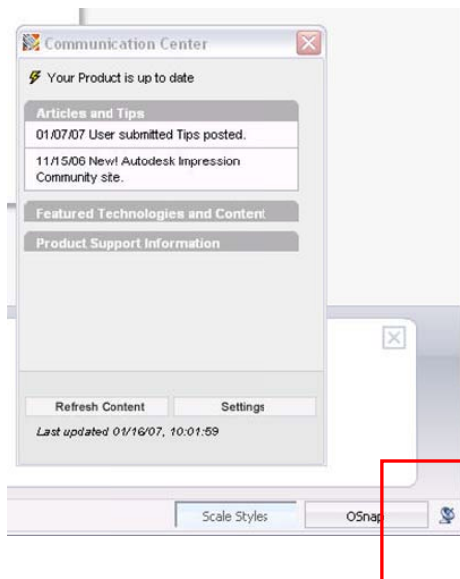 Communication Center
Your Product is up to date
Articles and Tips
01/07/07 User submitted Tips posted.
11/15/06 New! Autodesk Impression
Community site.
Featured Technologies and Content
Product Support Information
Refresh Content Settings
Last updated 01/16/07, 10:01:59
Scale Styles OSnap